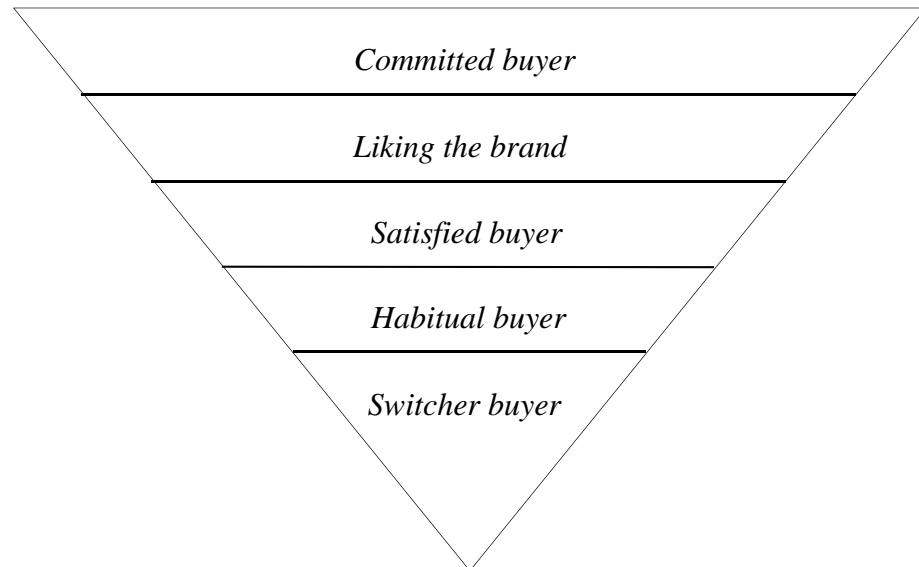 Committed buyer
Liking the brand
Satisfied buyer
Habitual buyer
Switcher buyer